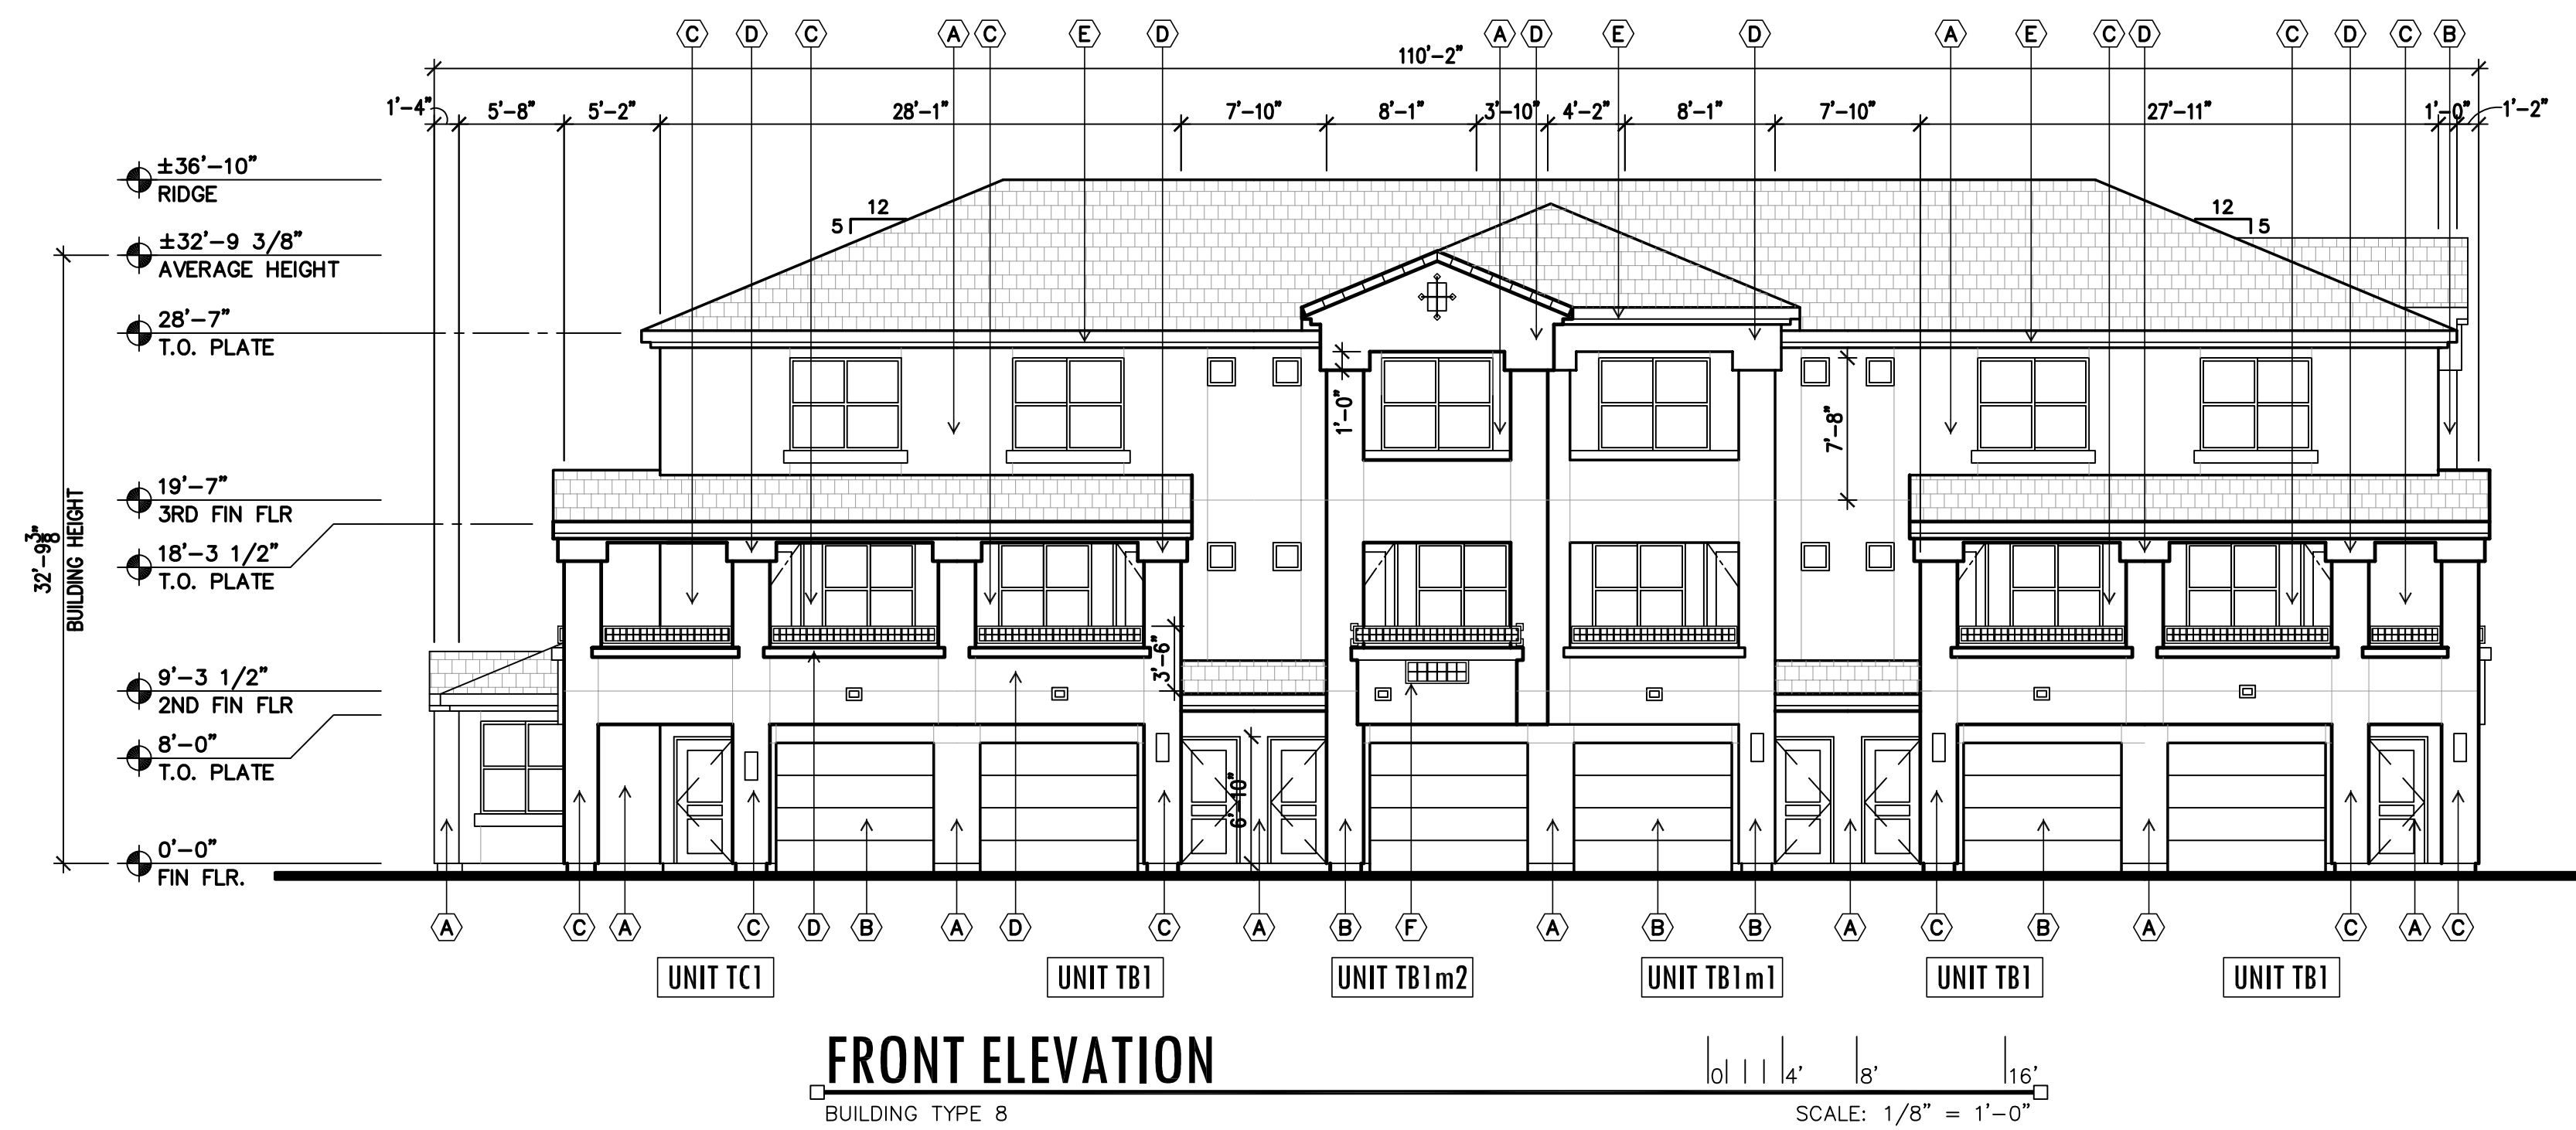 C D C A C E D A D E D A E C D C D C B
110'-2"
1'-4" 5'-8" 5'-2" 28'-1" 7'-10" 8'-1" 3'-10" 4'-2" 8'-1" 7'-10" 27'-11" 1'-0" 1'-2"
±36'-10"
RIDGE
12
5
12
5
±32'-9 3/8"
AVERAGE HEIGHT
28'-7"
T.O. PLATE
1'-0"
7'-8"
19'-7"
3RD FIN FLR
18'-3 1/2"
T.O. PLATE
32'-9 3/8"
BUILDING HEIGHT
3'-6"
9'-3 1/2"
2ND FIN FLR
8'-0"
T.O. PLATE
6'-10"
0'-0"
FIN FLR.
A C A C D B A D C A B F A B B A C B A C A C
UNIT TC1 UNIT TB1 UNIT TB1m2 UNIT TB1m1 UNIT TB1 UNIT TB1
FRONT ELEVATION
0 4' 8' 16'
BUILDING TYPE 8
SCALE: 1/8" = 1'-0"